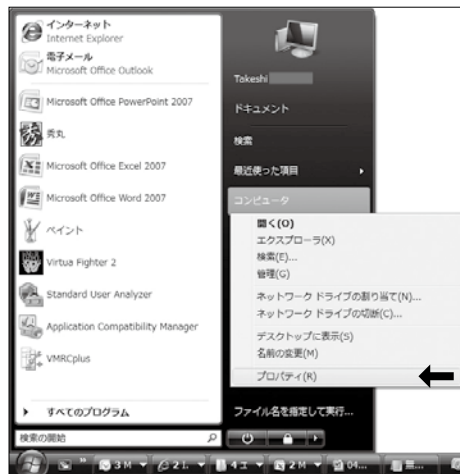 インターネット
Internet Explorer
電子メール
Microsoft Office Outlook
Microsoft Office PowerPoint 2007
秀丸
Microsoft Office Excel 2007
Microsoft Office Word 2007
ペイント
Virtua Fighter 2
Standard User Analyzer
Application Compatibility Manager
VMRCplus
すべてのプログラム
検索の開始
Takeshi
ドキュメント
検索
最近使った項目
コンピュータ
開く(O)
エクスプローラ(X)
検索(E)...
管理(G)
ネットワーク ドライブの割り当て(N)...
ネットワーク ドライブの切断(C)...
デスクトップに表示(S)
名前の変更(M)
プロパティ(R)
ファイル名を指定して実行...
3 M
2 M
04...